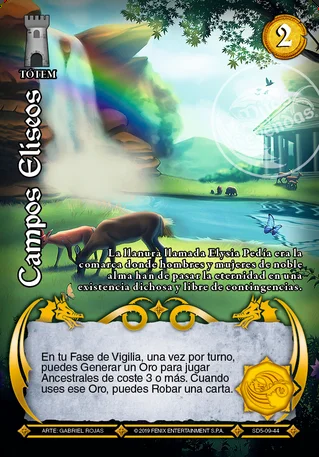 2
TOTEM
Campos Elíseos
La llanura llamada Elysia Pedía era la
comarca donde hombres y mujeres de noble
alma han de pasar la eternidad en una
existencia dichosa y libre de contingencias.
En tu Fase de Vigilia, una vez por turno,
puedes Generar un Oro para jugar
Ancestrales de coste 3 o más. Cuando
uses ese Oro, puedes Robar una carta.
ARTE: GABRIEL ROJAS
© 2019 FENIX ENTERTAINMENT S.P.A.
SD5-09-44